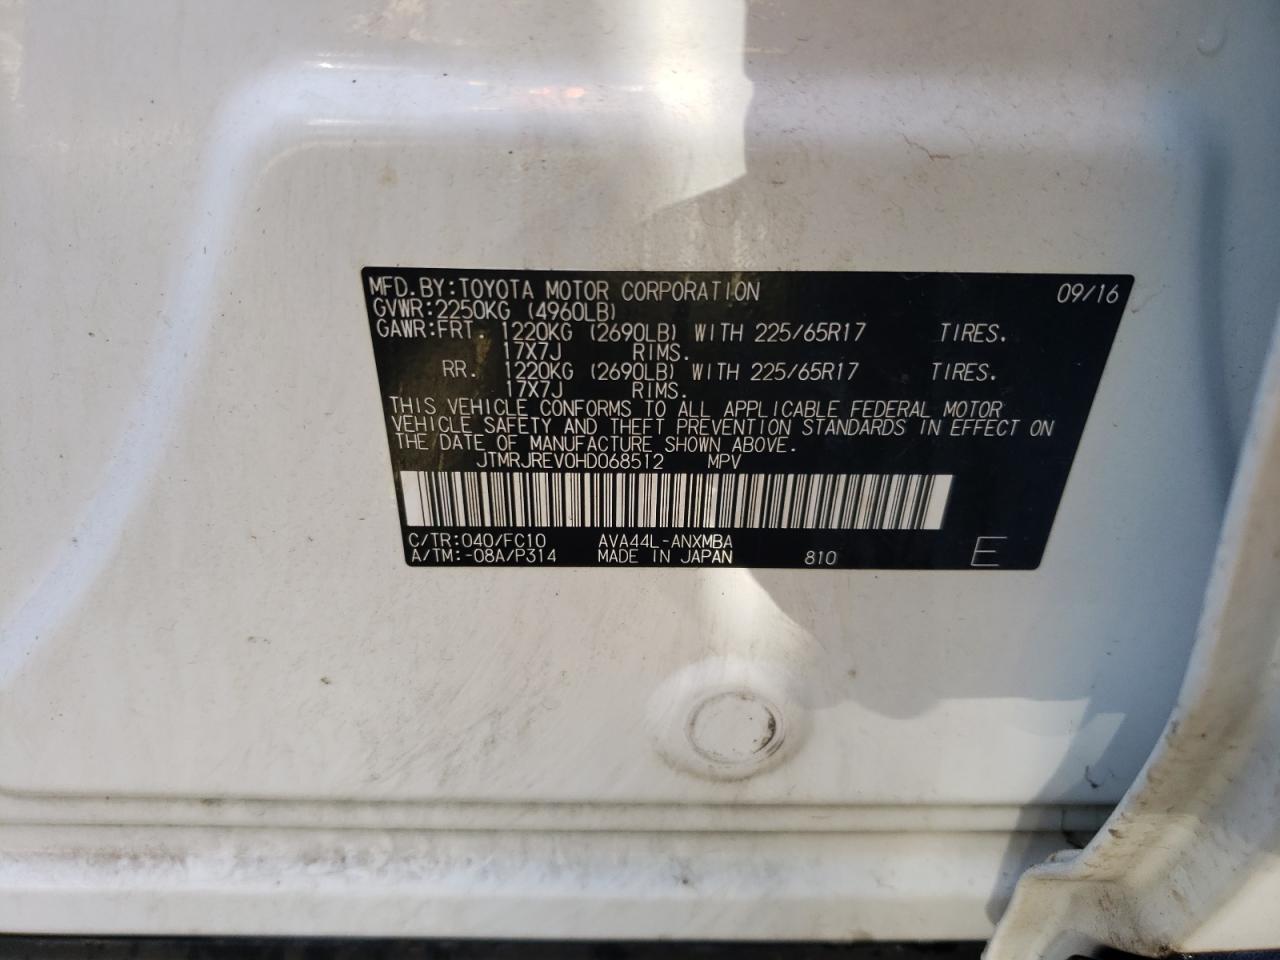 MFD.BY:TOYOTA MOTOR CORPORATION 09/16
GVWR:2250KG (4960LB)
GAWR:FRT. 1220KG (2690LB) WITH 225/65R17 TIRES.
17X7J RIMS.
RR. 1220KG (2690LB) WITH 225/65R17 TIRES.
17X7J RIMS.
THIS VEHICLE CONFORMS TO ALL APPLICABLE FEDERAL MOTOR
VEHICLE SAFETY AND THEFT PREVENTION STANDARDS IN EFFECT ON
THE DATE OF MANUFACTURE SHOWN ABOVE.
JTMRJREV0HD068512 MPV
C/TR:040/FC10 AVA44L-ANXMBA
A/TM:-08A/P314 MADE IN JAPAN 810 E